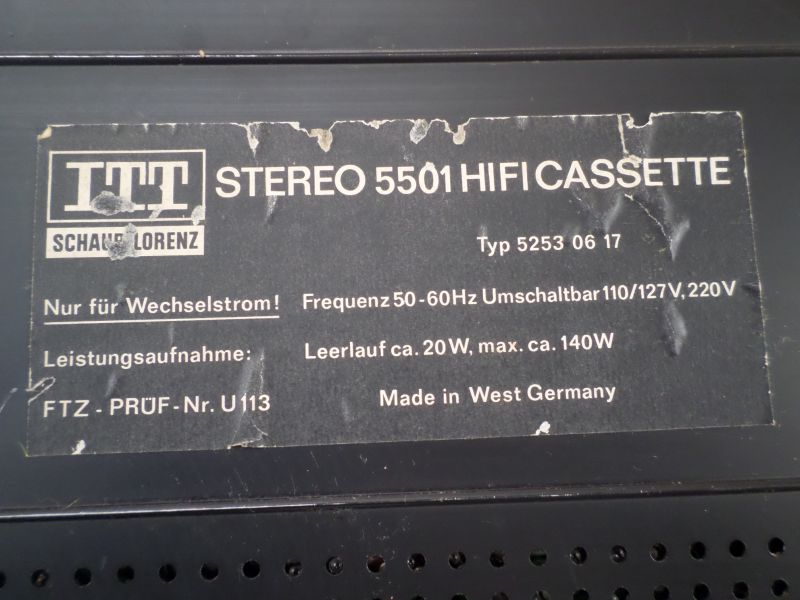 ITT
SCHAUB-LORENZ
STEREO 5501 HIFI CASSETTE
Typ 5253 06 17
Nur für Wechselstrom! Frequenz 50-60Hz Umschaltbar 110/127V, 220V
Leistungsaufnahme: Leerlauf ca. 20W, max. ca. 140W
FTZ - PRÜF - Nr. U 113 Made in West Germany